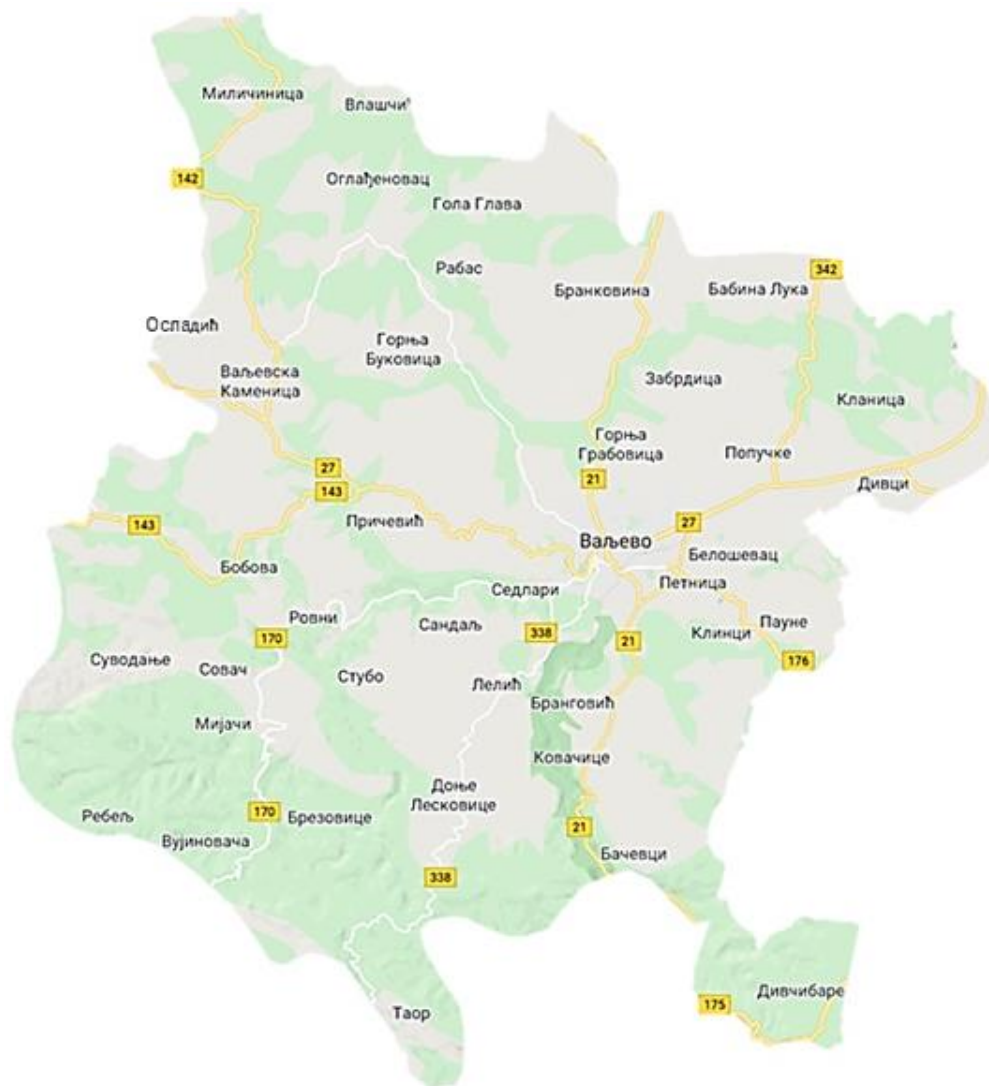 Миличиница
Влашчи
142
Оглађеновац
Гола Глава
Рабас
342
Бранковина
Бабина Лука
Осладић
Горња
Буковица
Ваљевска
Каменица
Забрдица
Кланица
Горња
Грабовица
Попучке
27
21
Дивци
143
143
Причевић
27
Ваљево
Белошевац
Бобова
Седлари
Петница
Ровни
Сандаљ
338
170
21
Клинци
Пауне
176
Суводање
Совач
Стубо
Лелић
Бранговић
Мијачи
Ковачице
Доње
Лесковице
170
Ребељ
Брезовице
21
Вујиновача
Бачевци
338
Дивчибаре
175
Таор